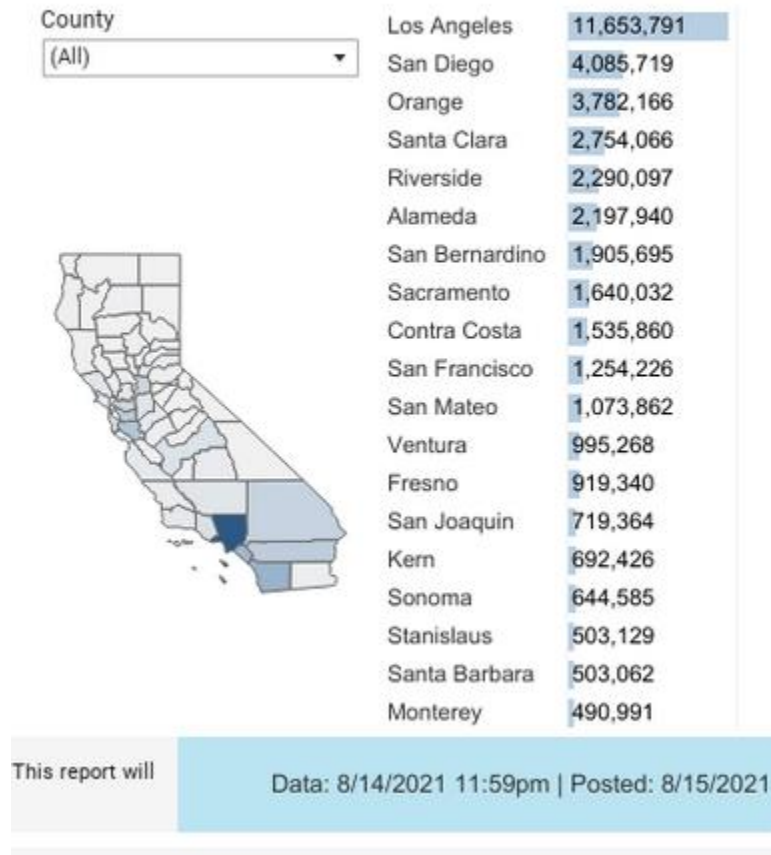 County
(All)
Los Angeles 11,653,791
San Diego 4,085,719
Orange 3,782,166
Santa Clara 2,754,066
Riverside 2,290,097
Alameda 2,197,940
San Bernardino 1,905,695
Sacramento 1,640,032
Contra Costa 1,535,860
San Francisco 1,254,226
San Mateo 1,073,862
Ventura 995,268
Fresno 919,340
San Joaquin 719,364
Kern 692,426
Sonoma 644,585
Stanislaus 503,129
Santa Barbara 503,062
Monterey 490,991
This report will
Data: 8/14/2021 11:59pm | Posted: 8/15/2021